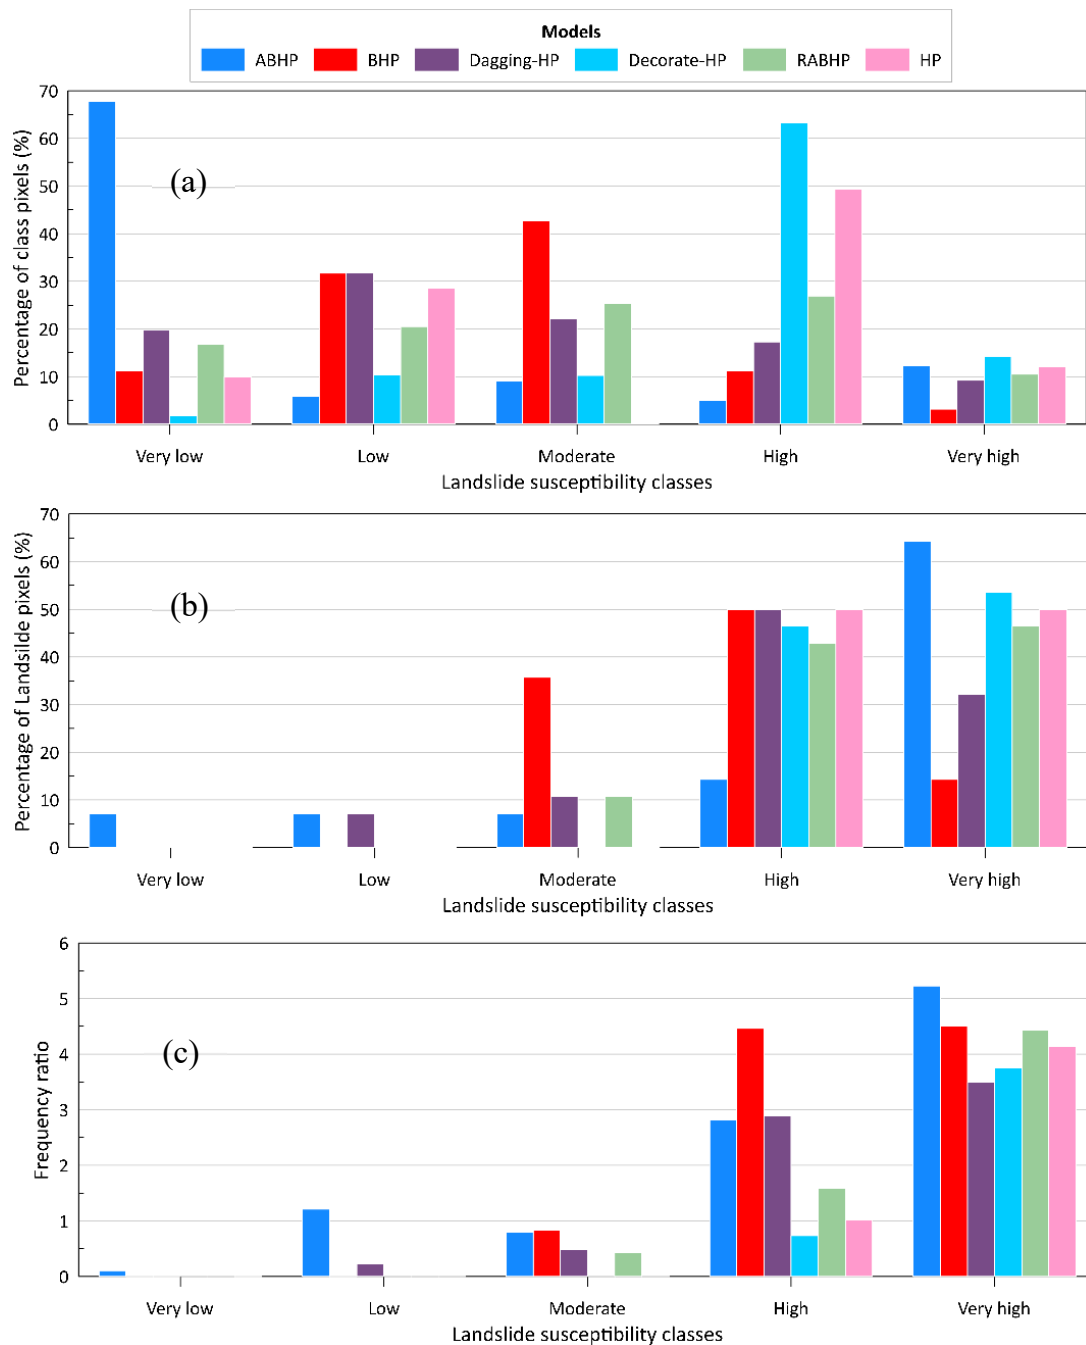 Models
ABHP BHP Dagging-HP Decorate-HP RABHP HP
70
60
50
40
30
20
10
0
Percentage of class pixels (%)
(a)
Very low Low Moderate High Very high
Landslide susceptibility classes
70
60
50
40
30
20
10
0
Percentage of Landsilde pixels (%)
(b)
Very low Low Moderate High Very high
Landslide susceptibility classes
6
5
4
3
2
1
0
Frequency ratio
(c)
Very low Low Moderate High Very high
Landslide susceptibility classes